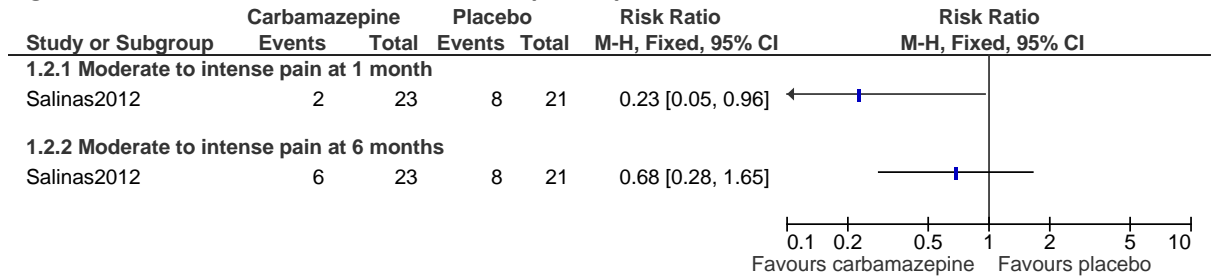 Carbamazepine Placebo Risk Ratio Risk Ratio
Study or Subgroup Events Total Events Total M-H, Fixed, 95% CI M-H, Fixed, 95% CI
1.2.1 Moderate to intense pain at 1 month
Salinas2012 2 23 8 21 0.23 [0.05, 0.96]
1.2.2 Moderate to intense pain at 6 months
Salinas2012 6 23 8 21 0.68 [0.28, 1.65]
0.1 0.2 0.5 1 2 5 10
Favours carbamazepine Favours placebo